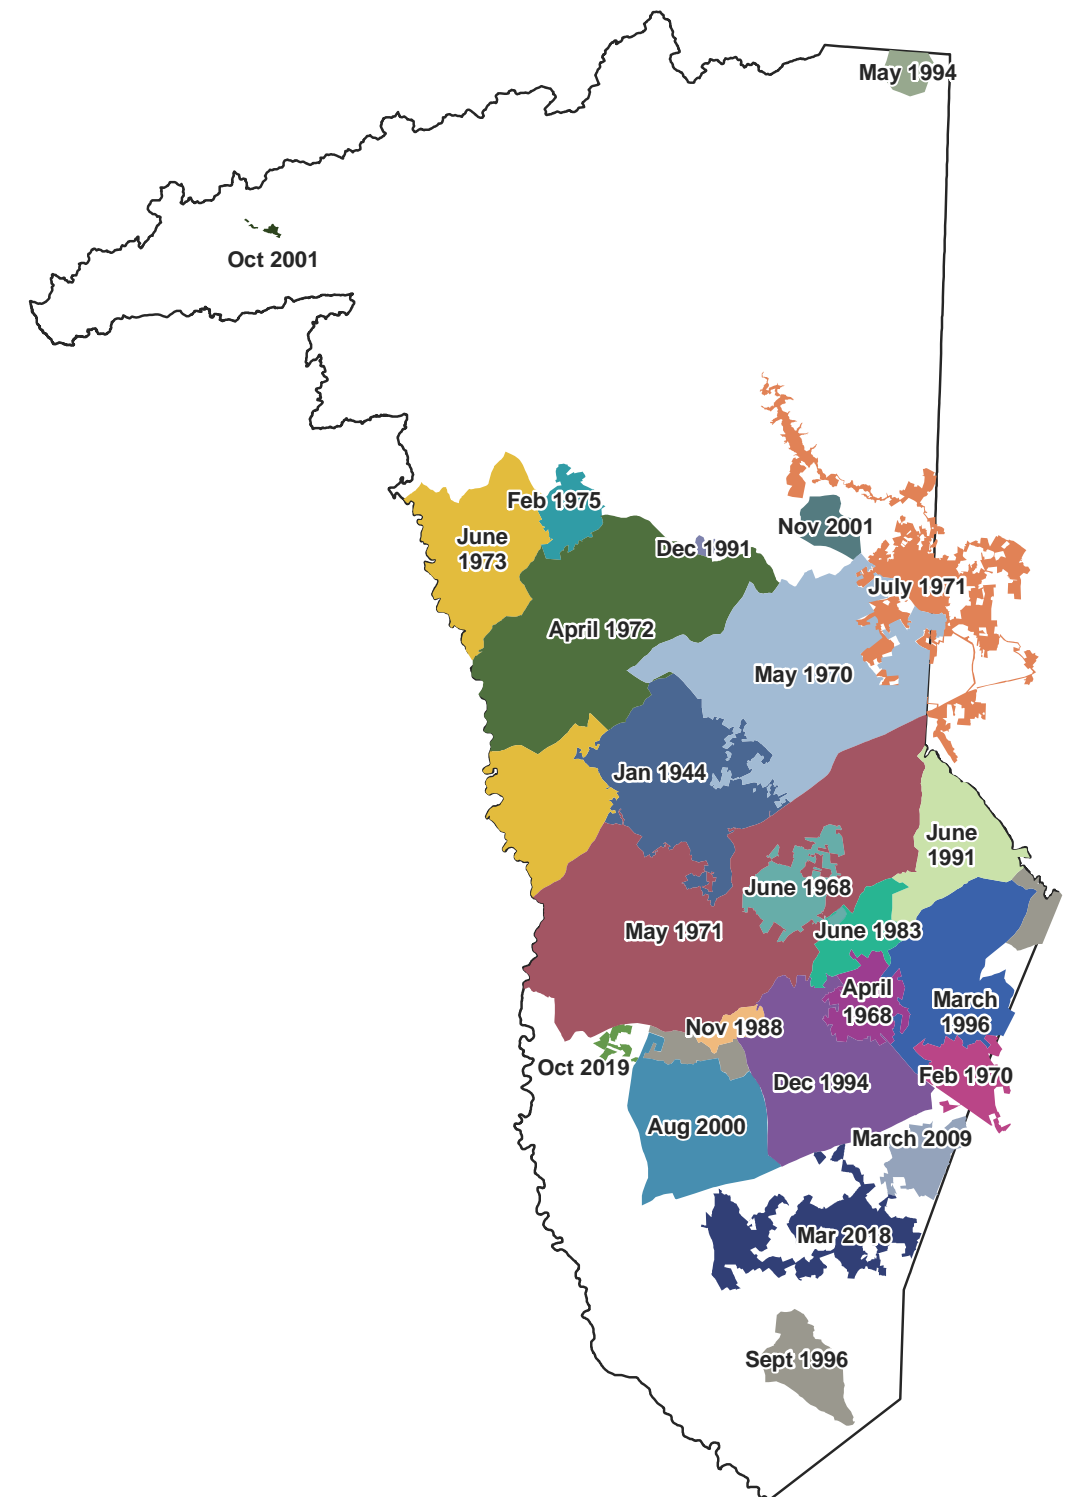 May 1994
Oct 2001
Feb 1975
Nov 2001
June
1973
Dec 1991
July 1971
April 1972
May 1970
Jan 1944
June
1991
June 1968
May 1971
June 1983
April
1968
March
1996
Nov 1988
Oct 2019
Feb 1970
Dec 1994
Aug 2000
March 2009
Mar 2018
Sept 1996